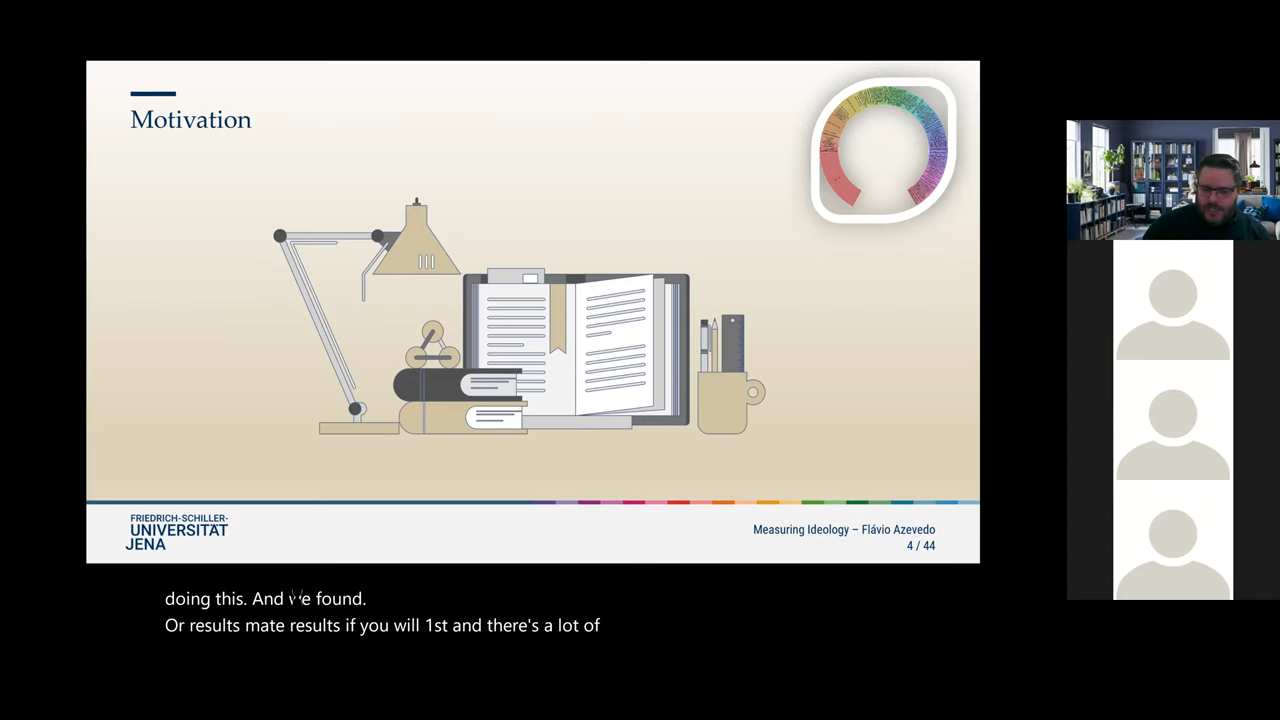 Motivation
FRIEDRICH-SCHILLER-
UNIVERSITÄT
JENA
Measuring Ideology – Flávio Azevedo
4 / 44
doing this. And we found.
Or results mate results if you will 1st and there's a lot of